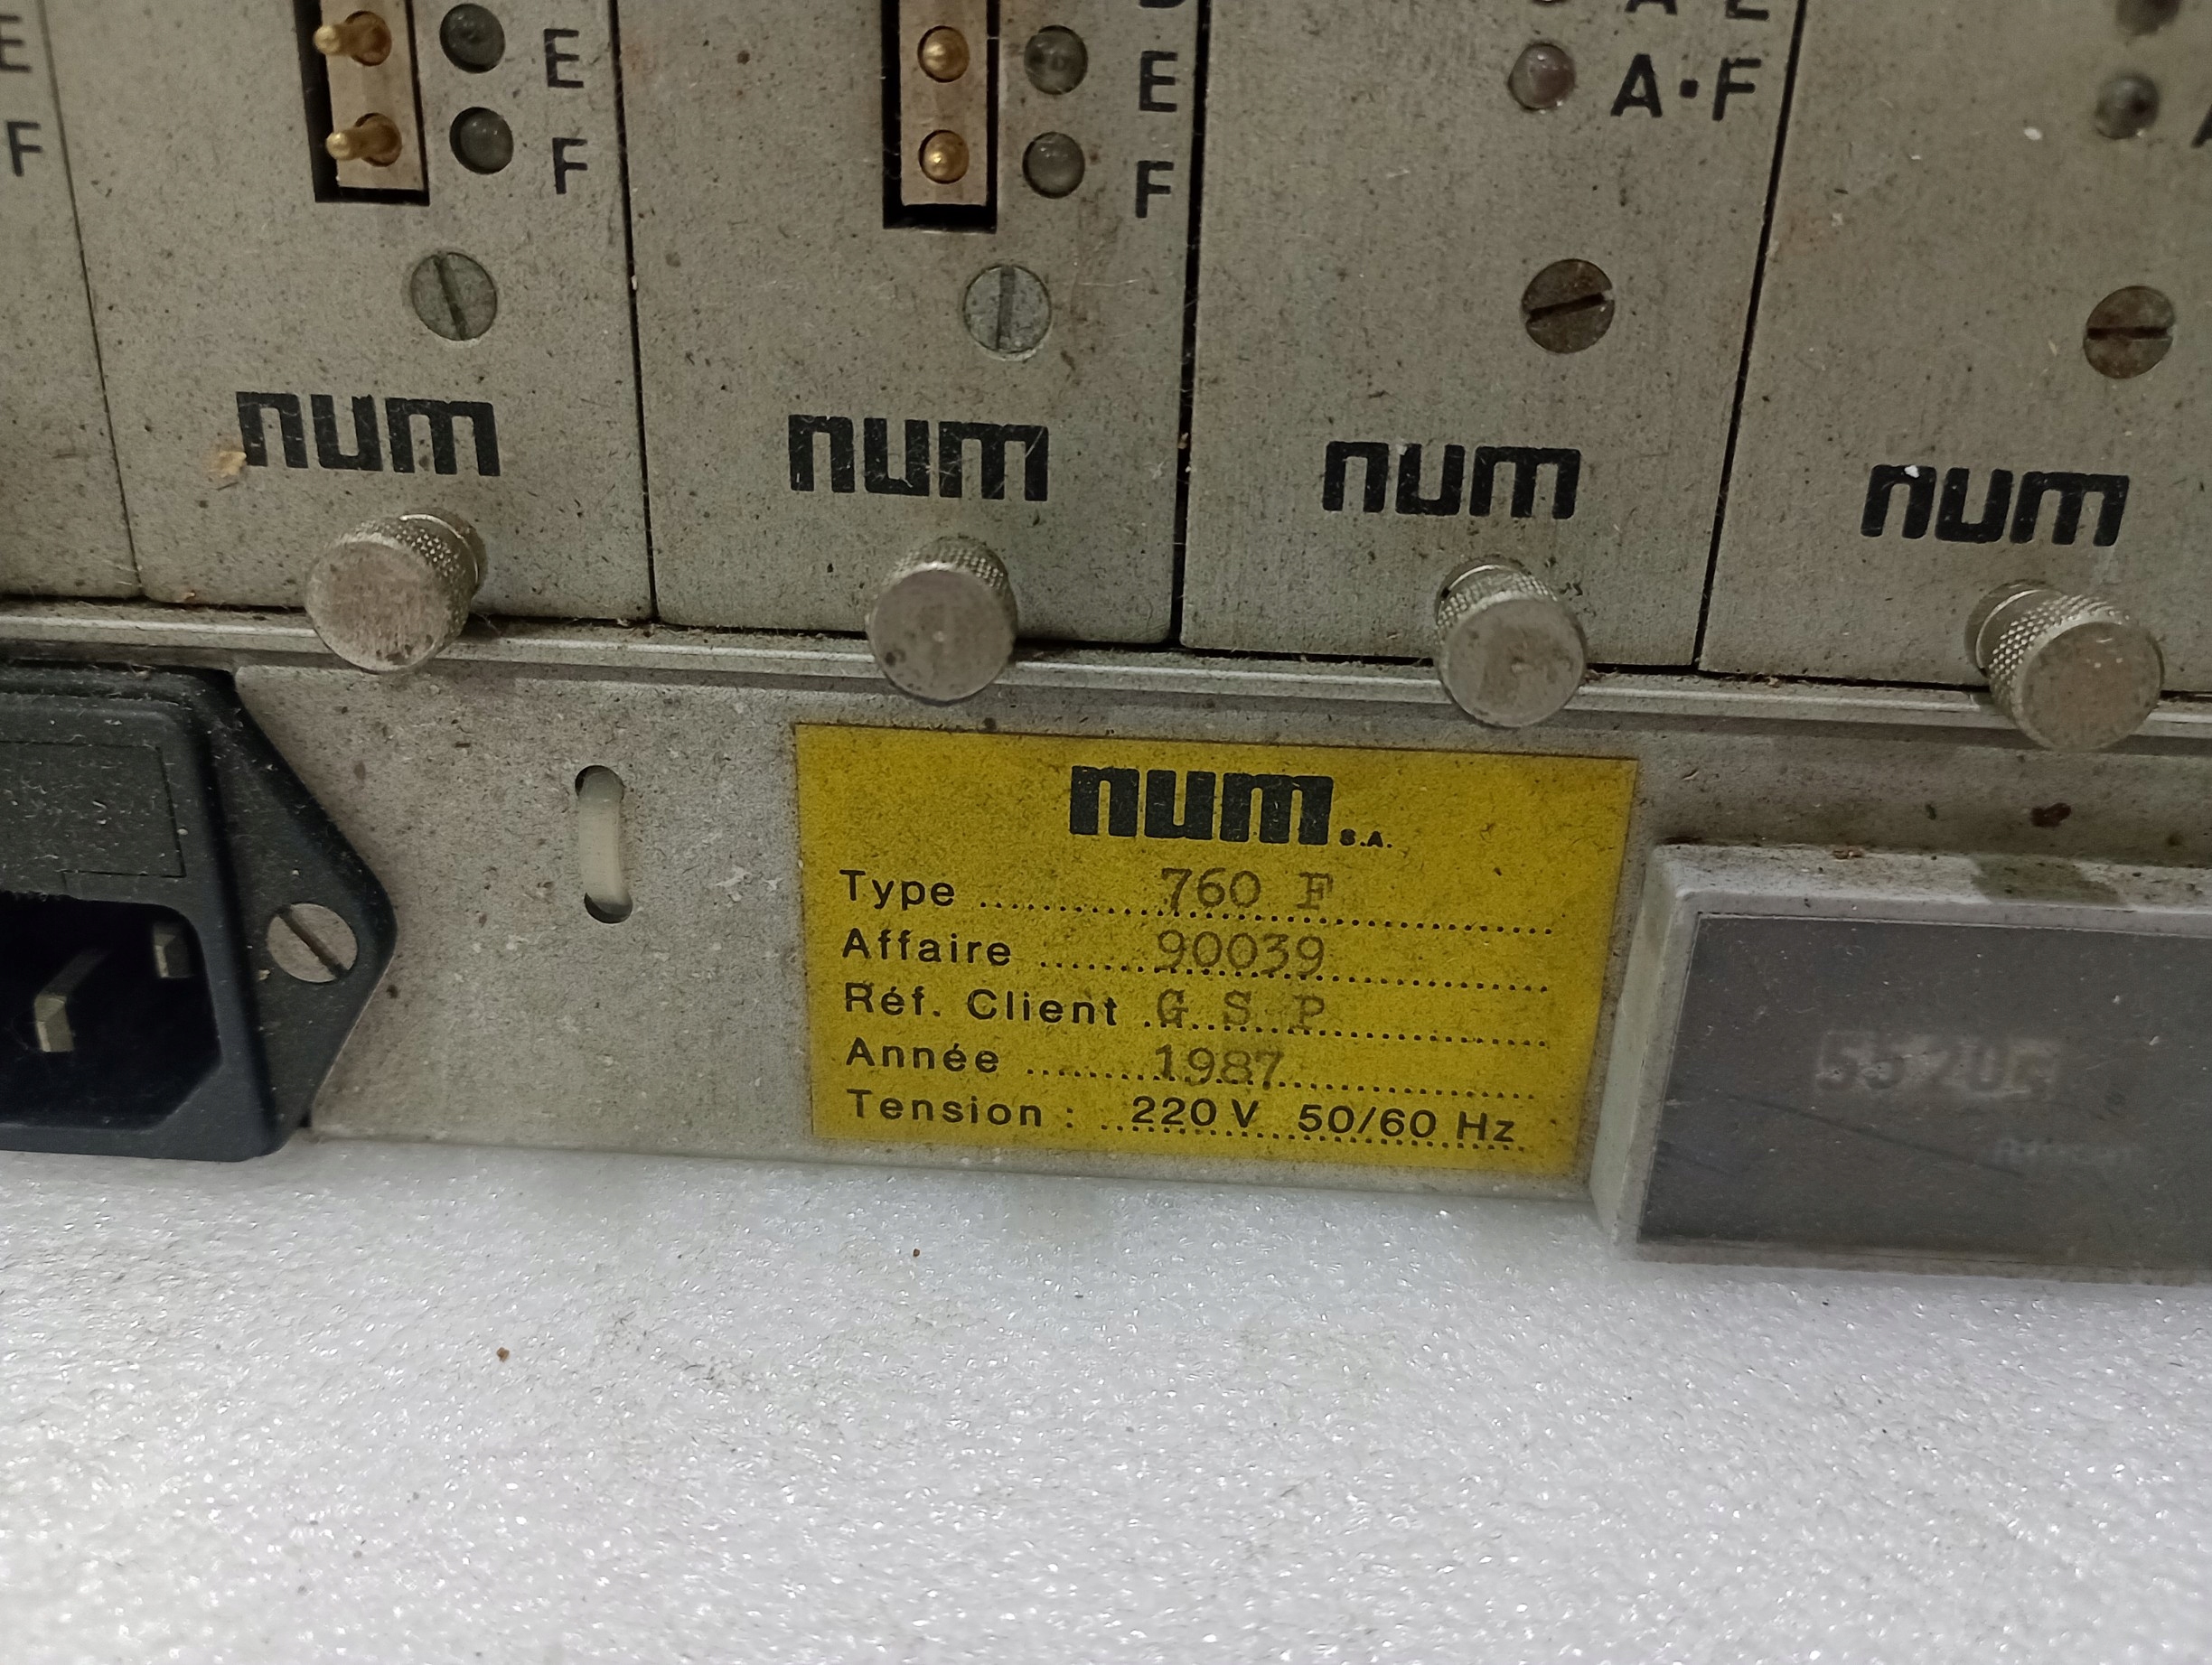 E
E
E
A·F
F
F
F
num
num
num
num
num S.A.
Type 760 F
Affaire 90039
Réf. Client G S P
Année 1987
Tension : 220 V 50/60 Hz